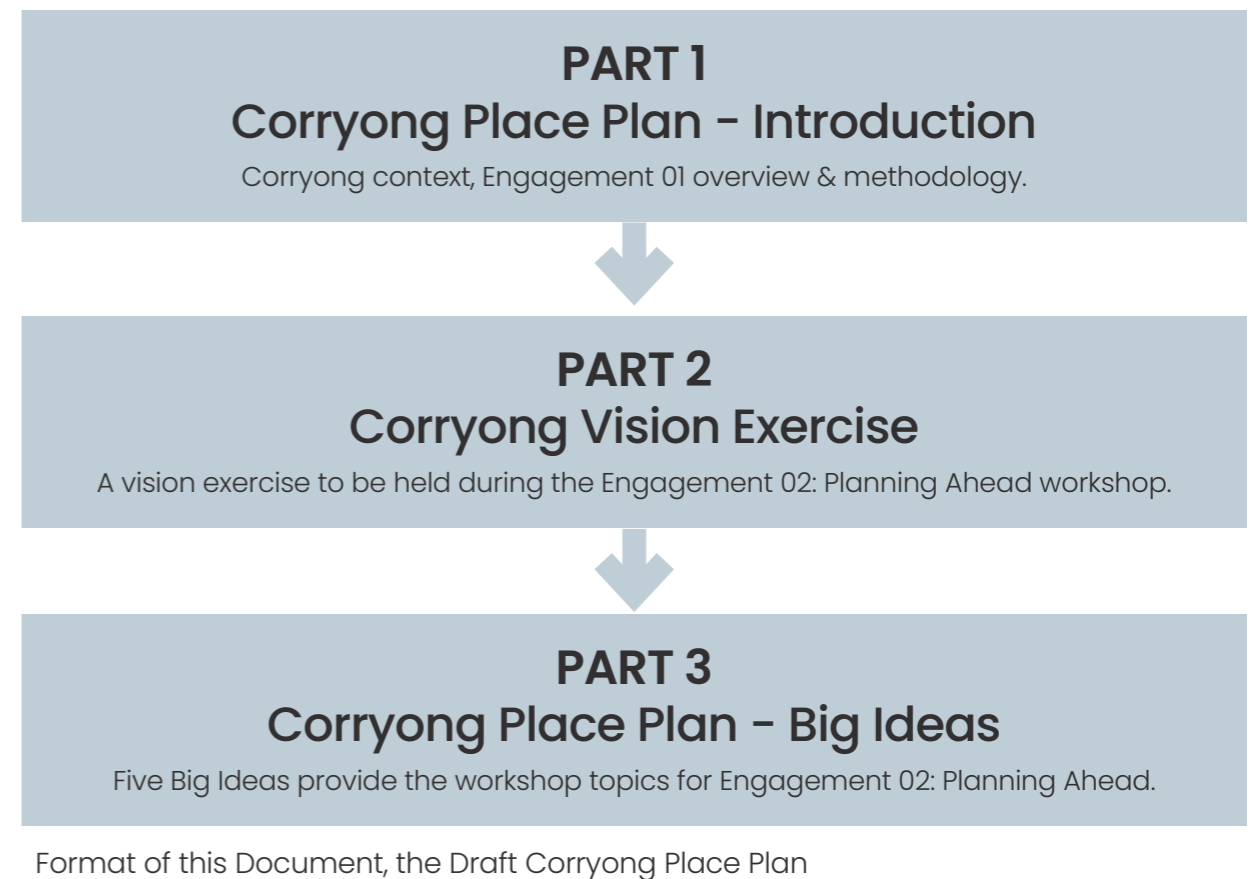 PART 1
Corryong Place Plan - Introduction
Corryong context, Engagement 01 overview & methodology.
PART 2
Corryong Vision Exercise
A vision exercise to be held during the Engagement 02: Planning Ahead workshop.
PART 3
Corryong Place Plan - Big Ideas
Five Big Ideas provide the workshop topics for Engagement 02: Planning Ahead.
Format of this Document, the Draft Corryong Place Plan